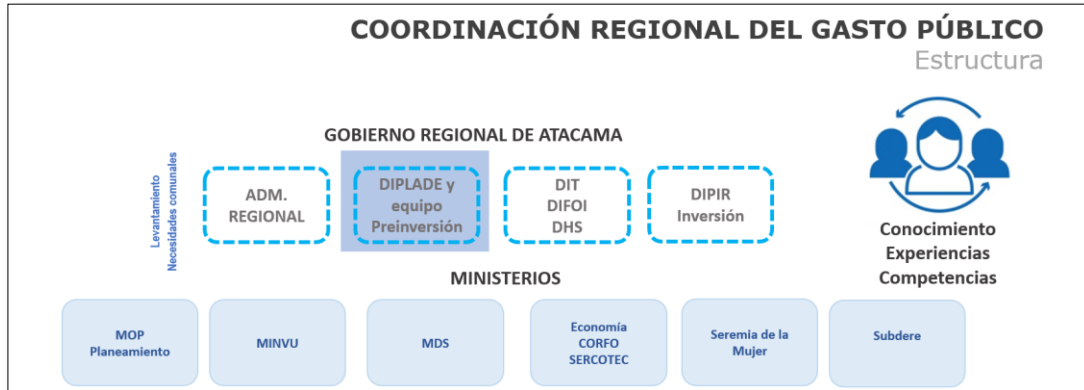 COORDINACIÓN REGIONAL DEL GASTO PÚBLICO
Estructura
GOBIERNO REGIONAL DE ATACAMA
Levantamiento
Necesidades comunales
ADM.
REGIONAL
DIPLADE y
equipo
Preinversión
DIT
DIFOI
DHS
DIPIR
Inversión
Conocimiento
Experiencias
Competencias
MINISTERIOS
MOP
Planeamiento
MINVU
MDS
Economía
CORFO
SERCOTEC
Seremia de la
Mujer
Subdere